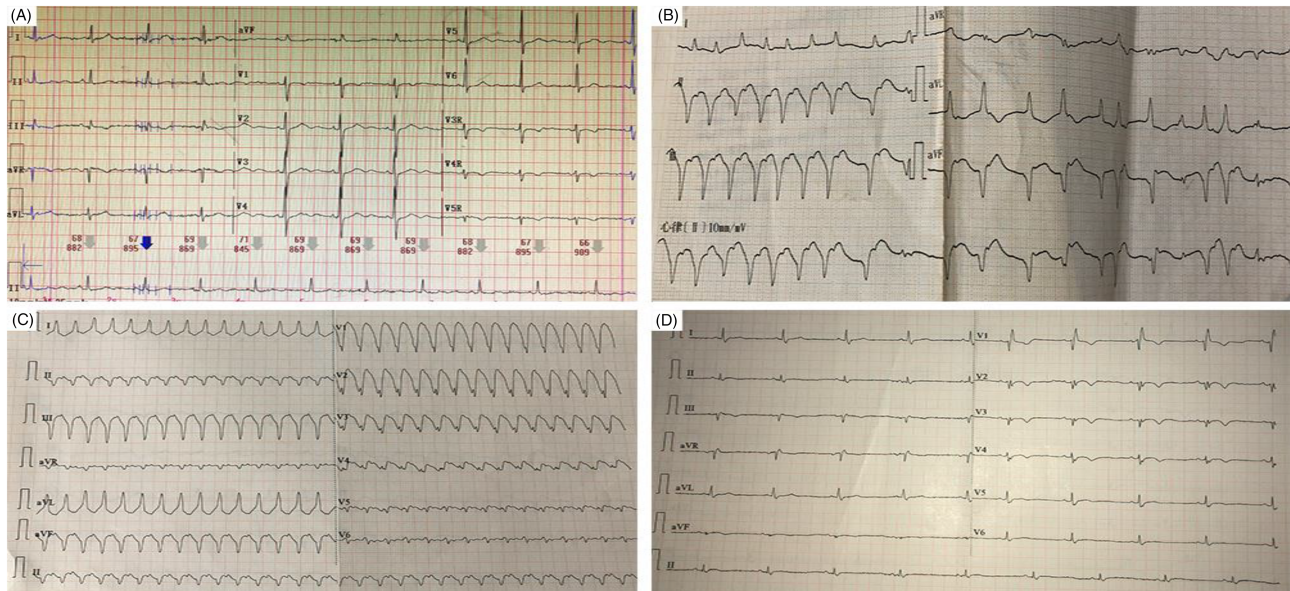 (A)
I
aVF
V5
II
V1
V6
III
V2
V3R
aVR
V3
V4R
aVL
V4
V5R
68 67 69 71 69 69 69 68 67 66
882 895 869 845 869 869 869 882 895 909
II
(B)
I
aVR
II
aVL
III
aVF
心律〔II〕10mm/mV
(C)
I
V1
II
V2
III
V3
aVR
V4
aVL
V5
aVF
V6
II
(D)
I
V1
II
V2
III
V3
aVR
V4
aVL
V5
aVF
V6
II